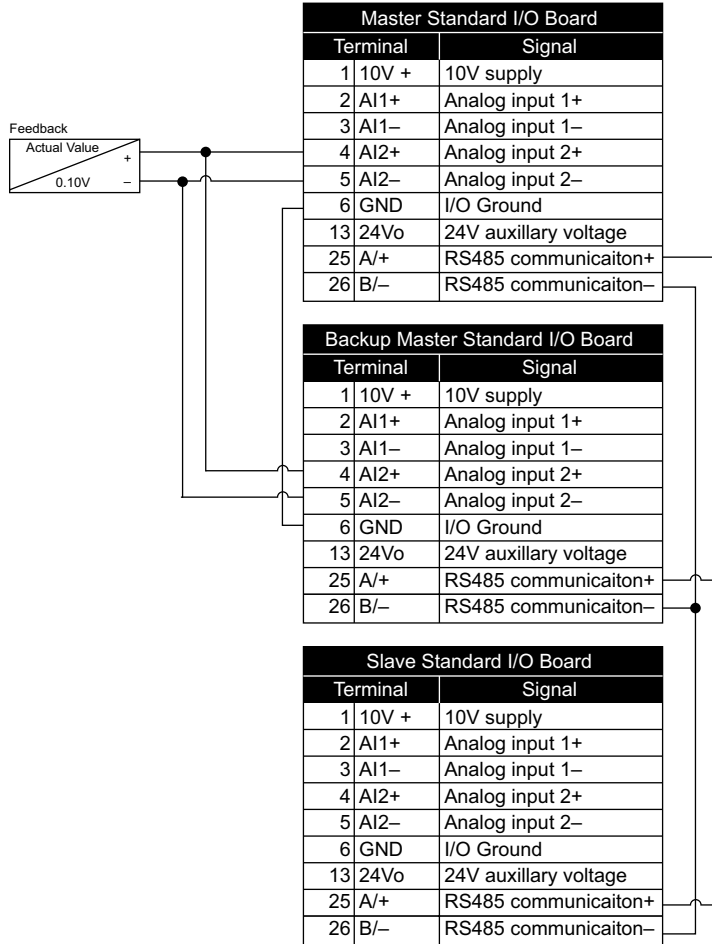 Master Standard I/O Board
Terminal Signal
1 10V + 10V supply
2 AI1+ Analog input 1+
3 AI1– Analog input 1–
4 AI2+ Analog input 2+
5 AI2– Analog input 2–
6 GND I/O Ground
13 24Vo 24V auxillary voltage
25 A/+ RS485 communicaiton+
26 B/– RS485 communicaiton–
Feedback
Actual Value +
0.10V –
Backup Master Standard I/O Board
Terminal Signal
1 10V + 10V supply
2 AI1+ Analog input 1+
3 AI1– Analog input 1–
4 AI2+ Analog input 2+
5 AI2– Analog input 2–
6 GND I/O Ground
13 24Vo 24V auxillary voltage
25 A/+ RS485 communicaiton+
26 B/– RS485 communicaiton–
Slave Standard I/O Board
Terminal Signal
1 10V + 10V supply
2 AI1+ Analog input 1+
3 AI1– Analog input 1–
4 AI2+ Analog input 2+
5 AI2– Analog input 2–
6 GND I/O Ground
13 24Vo 24V auxillary voltage
25 A/+ RS485 communicaiton+
26 B/– RS485 communicaiton–